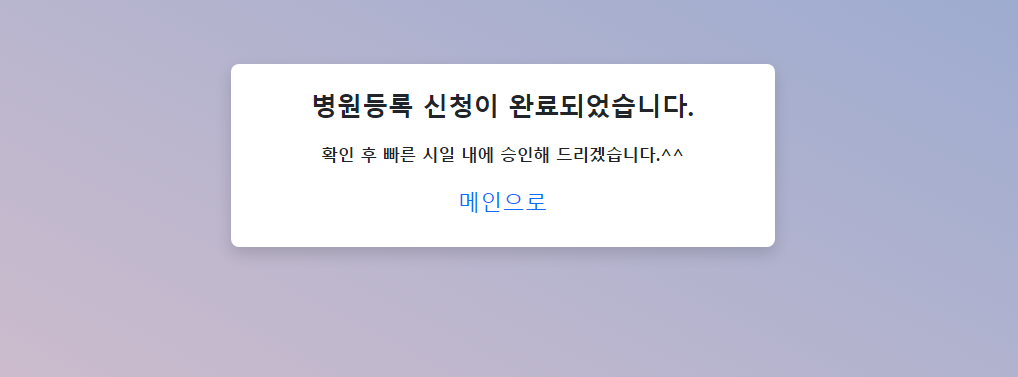 병원등록 신청이 완료되었습니다.
확인 후 빠른 시일 내에 승인해 드리겠습니다.^^
메인으로